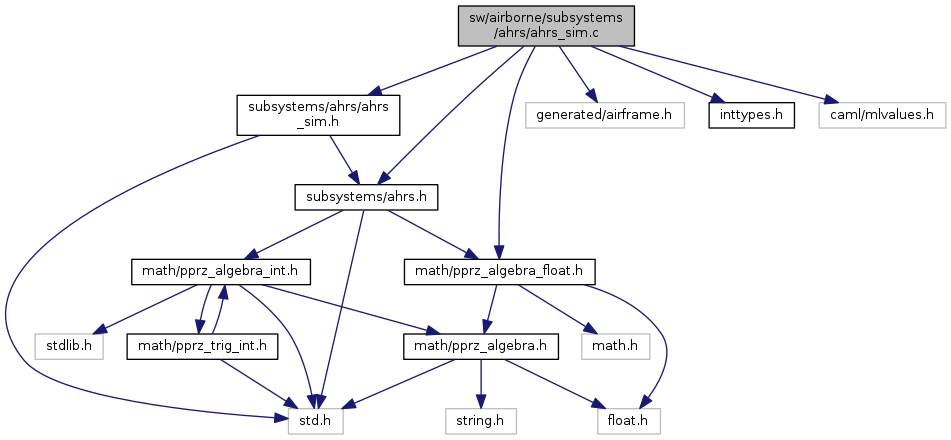 sw/airborne/subsystems
/ahrs/ahrs_sim.c
subsystems/ahrs/ahrs
_sim.h
generated/airframe.h
inttypes.h
caml/mlvalues.h
subsystems/ahrs.h
math/pprz_algebra_int.h
math/pprz_algebra_float.h
stdlib.h
math/pprz_trig_int.h
math/pprz_algebra.h
math.h
std.h
string.h
float.h